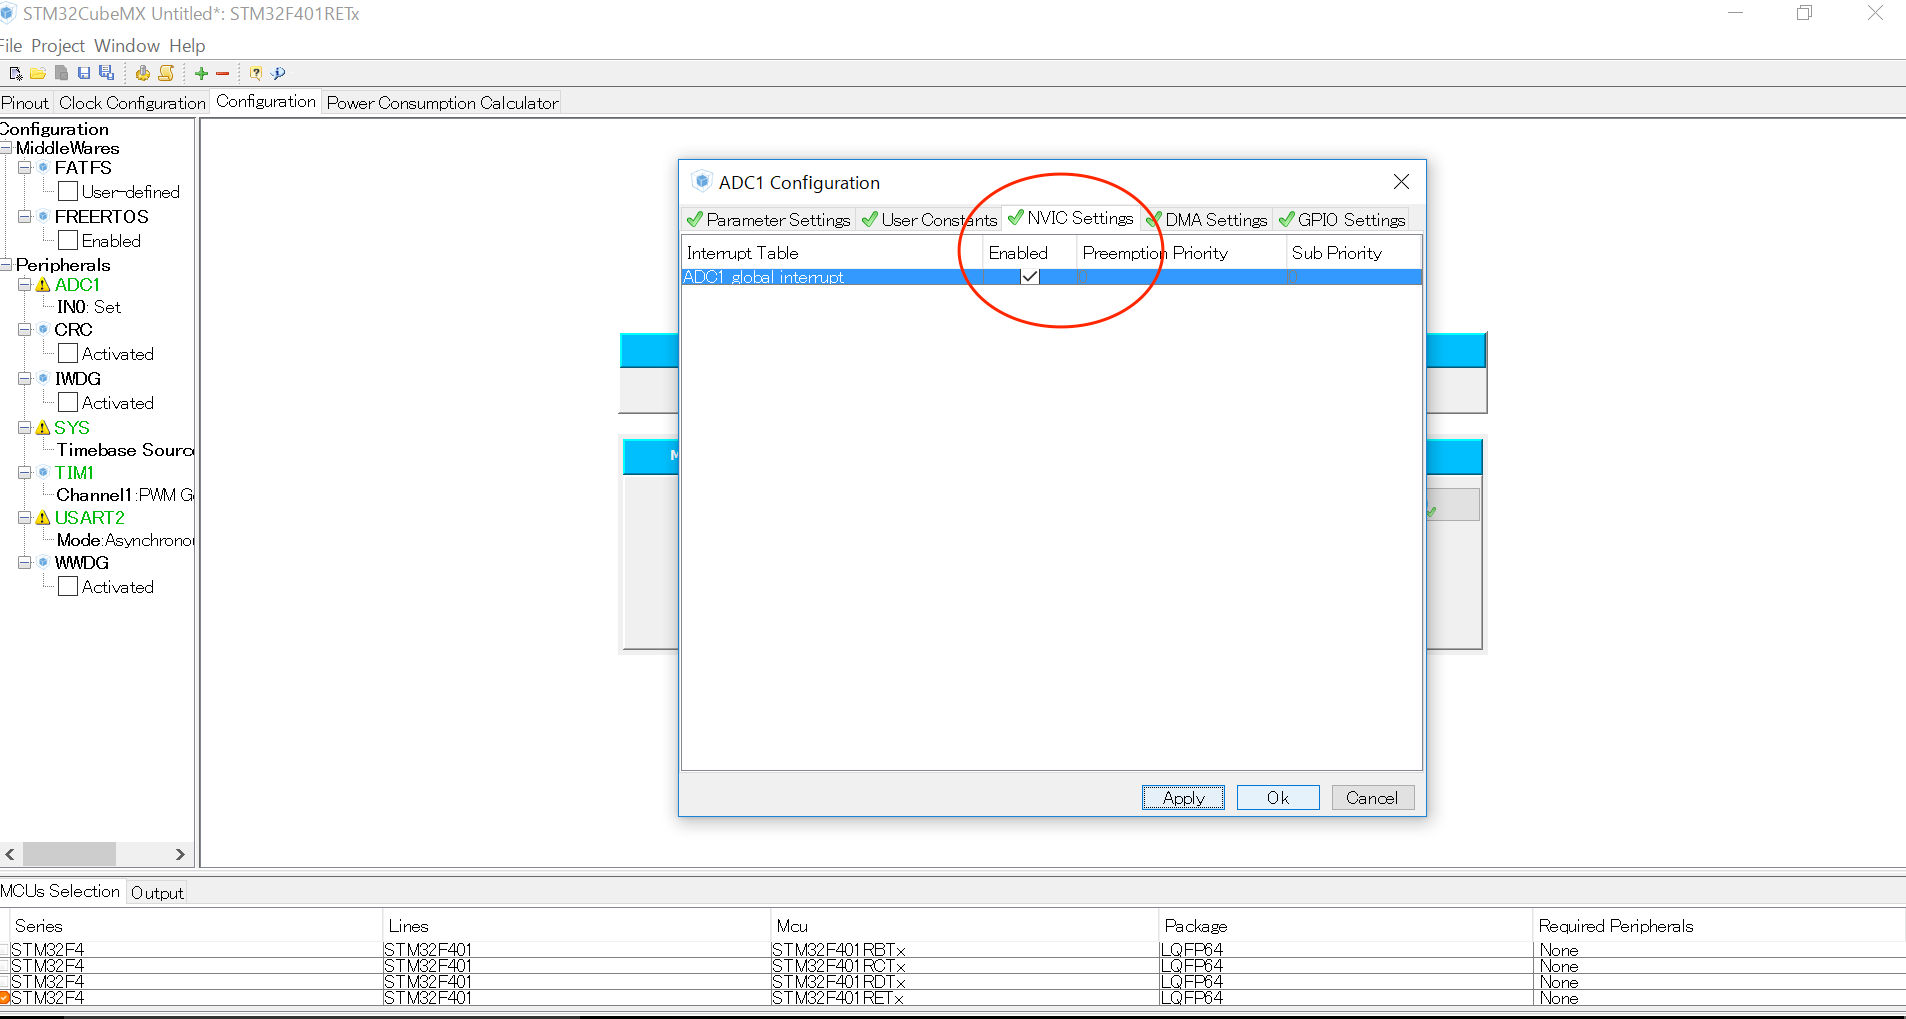 STM32CubeMX Untitled*: STM32F401RETx
File Project Window Help
Pinout Clock Configuration Configuration Power Consumption Calculator
Configuration
MiddleWares
FATFS
User-defined
FREERTOS
Enabled
Peripherals
ADC1
IN0: Set
CRC
Activated
IWDG
Activated
SYS
Timebase Source
TIM1
Channel1:PWM G
USART2
Mode:Asynchrono
WWDG
Activated
ADC1 Configuration
Parameter Settings User Constants NVIC Settings DMA Settings GPIO Settings
Interrupt Table Enabled Preemption Priority Sub Priority
ADC1 global interrupt 0 0
M
Apply Ok Cancel
MCUs Selection Output
Series Lines Mcu Package Required Peripherals
STM32F4 STM32F401 STM32F401RBTx LQFP64 None
STM32F4 STM32F401 STM32F401RCTx LQFP64 None
STM32F4 STM32F401 STM32F401RDTx LQFP64 None
STM32F4 STM32F401 STM32F401RETx LQFP64 None